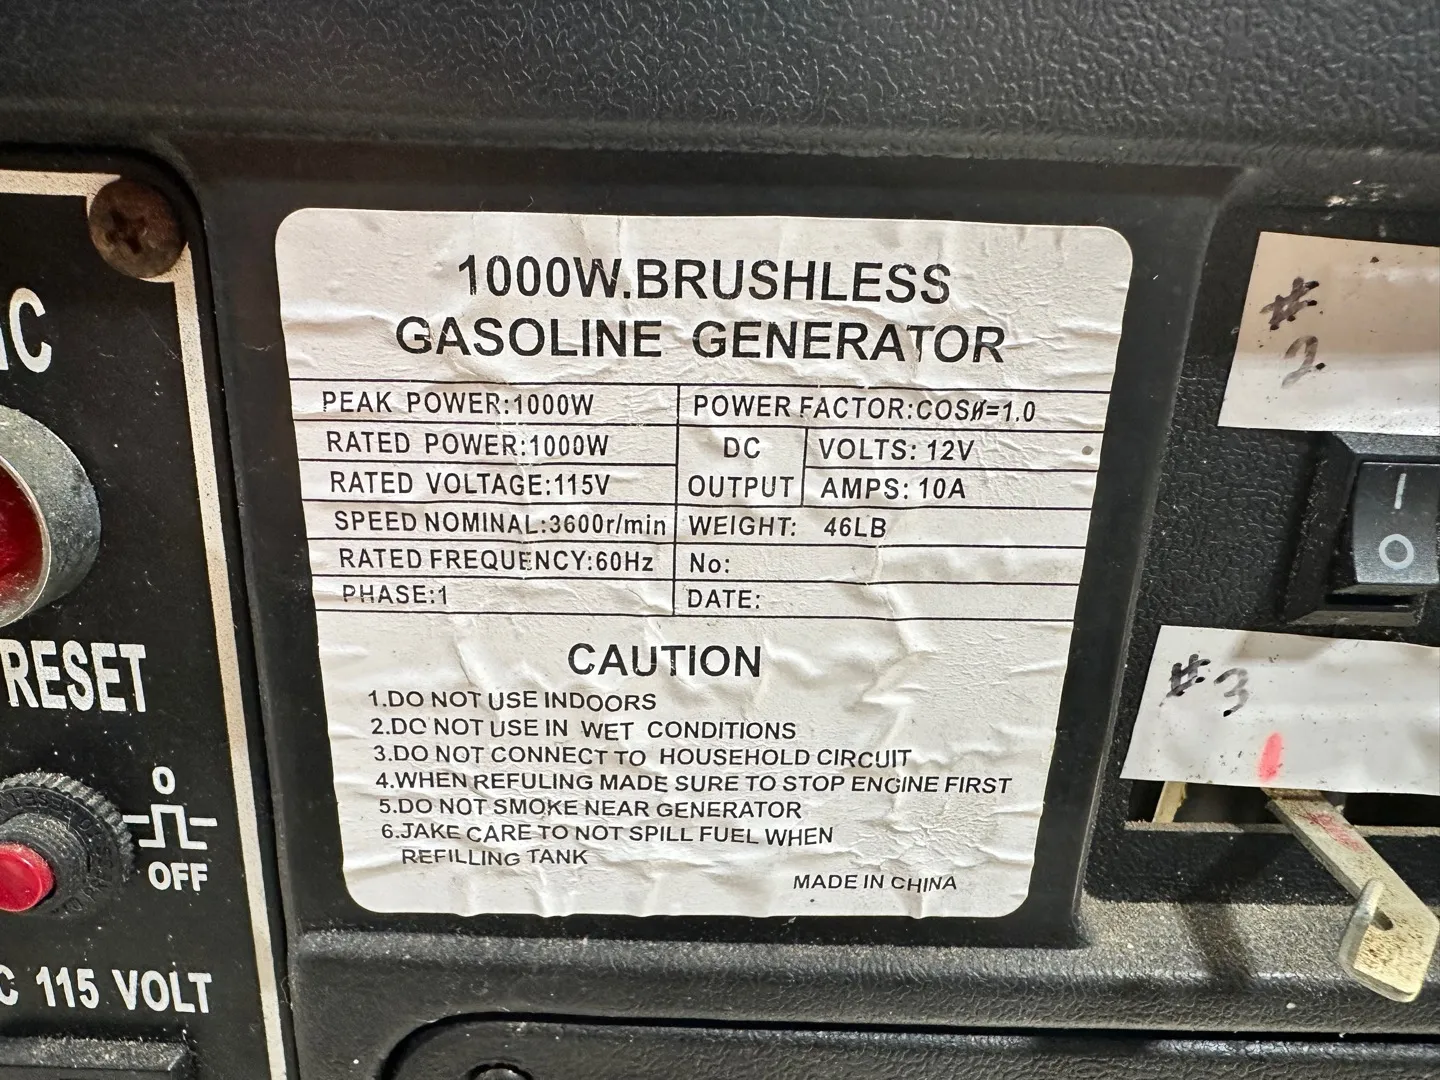 1000W.BRUSHLESS
GASOLINE GENERATOR
PEAK POWER:1000W
POWER FACTOR:COSØ=1.0
RATED POWER:1000W
DC
VOLTS: 12V
RATED VOLTAGE:115V
OUTPUT
AMPS: 10A
SPEED NOMINAL:3600r/min
WEIGHT: 46LB
RATED FREQUENCY:60Hz
No:
PHASE:1
DATE:
CAUTION
1.DO NOT USE INDOORS
2.DO NOT USE IN WET CONDITIONS
3.DO NOT CONNECT TO HOUSEHOLD CIRCUIT
4.WHEN REFULING MADE SURE TO STOP ENGINE FIRST
5.DO NOT SMOKE NEAR GENERATOR
6.JAKE CARE TO NOT SPILL FUEL WHEN
REFILLING TANK
MADE IN CHINA
RESET
O
OFF
115 VOLT
#
2
I
O
#3